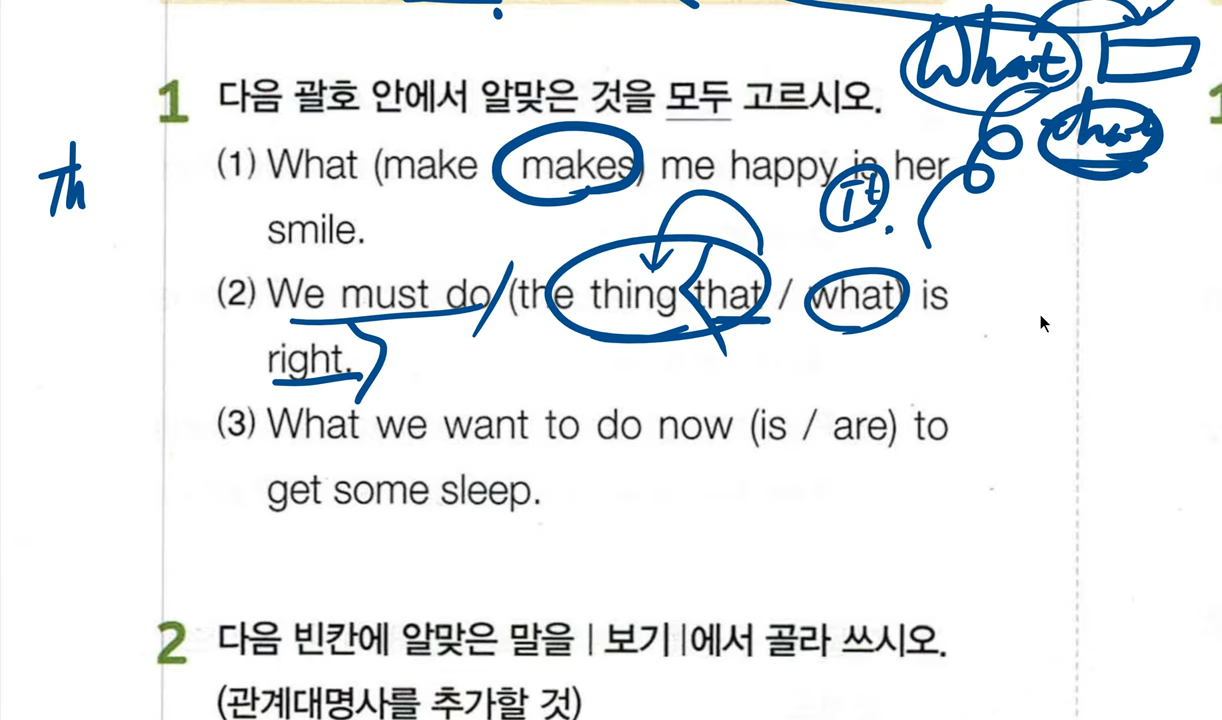 What
1 다음 괄호 안에서 알맞은 것을 모두 고르시오.
(1) What (make makes) me happy is her
Th
It.
smile.
(2) We must do (the thing that / what) is
right.
(3) What we want to do now (is / are) to
get some sleep.
2 다음 빈칸에 알맞은 말을 | 보기 |에서 골라 쓰시오.
(관계대명사를 추가할 것)